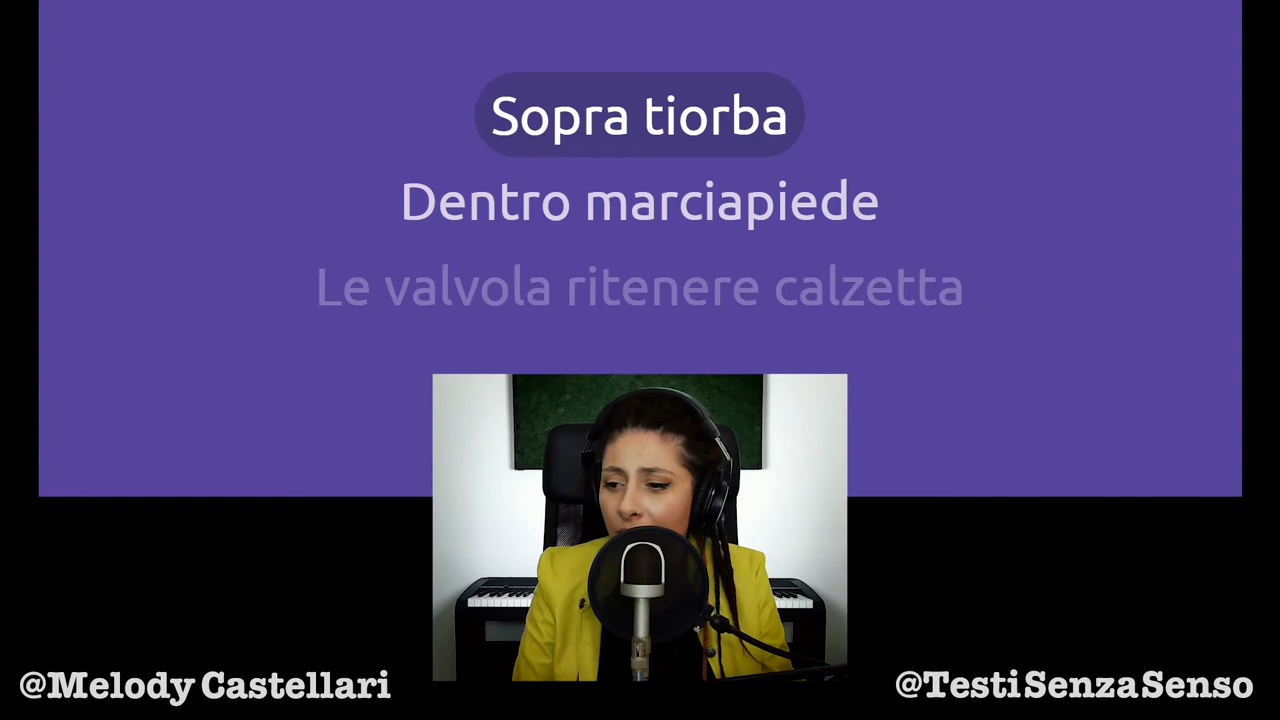 Sopra tiorba
Dentro marciapiede
Le valvola ritenere calzetta
@Melody Castellari
@TestiSenzaSenso